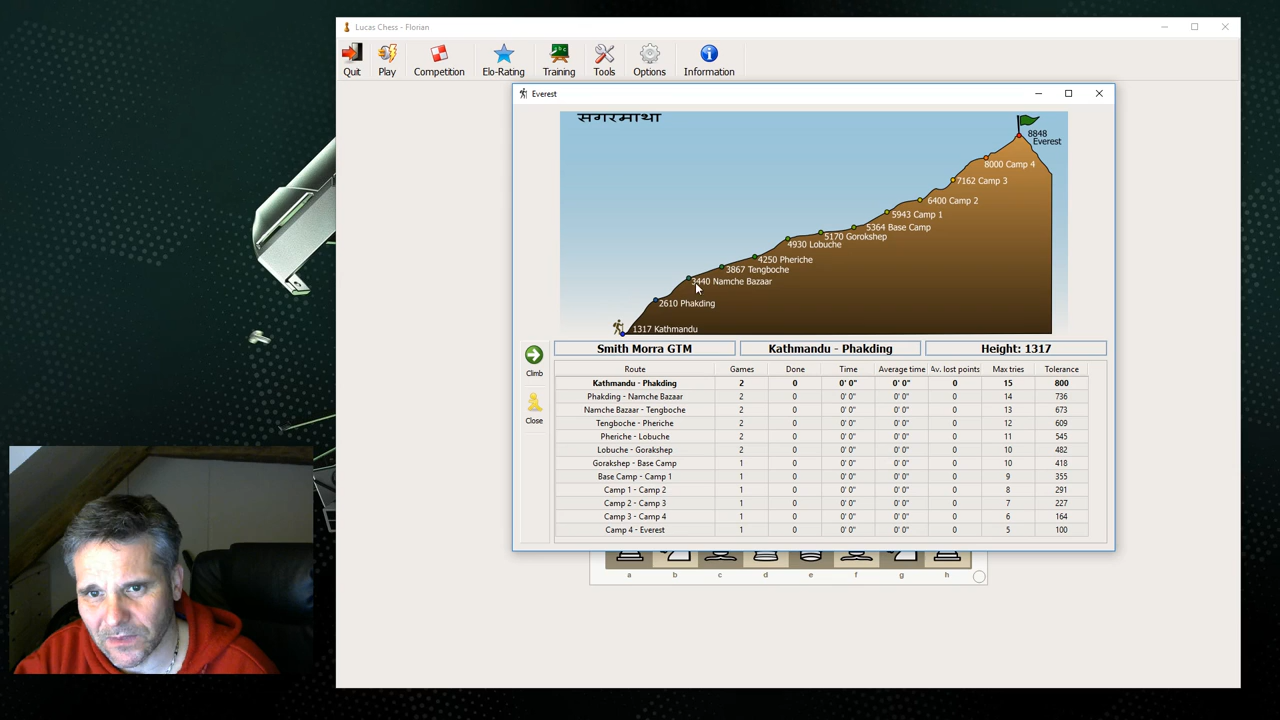 Lucas Chess - Florian
Quit Play Competition Elo-Rating Training Tools Options Information
Everest
सगरमाथा
8848
Everest
8000 Camp 4
7162 Camp 3
6400 Camp 2
5943 Camp 1
5364 Base Camp
5170 Gorokshep
4930 Lobuche
4250 Pheriche
3867 Tengboche
3440 Namche Bazaar
2610 Phakding
1317 Kathmandu
Climb
Close
Smith Morra GTM Kathmandu - Phakding Height: 1317
Route Games Done Time Average time Av. lost points Max tries Tolerance
Kathmandu - Phakding 2 0 0' 0" 0' 0" 0 15 800
Phakding - Namche Bazaar 2 0 0' 0" 0' 0" 0 14 736
Namche Bazaar - Tengboche 2 0 0' 0" 0' 0" 0 13 673
Tengboche - Pheriche 2 0 0' 0" 0' 0" 0 12 609
Pheriche - Lobuche 2 0 0' 0" 0' 0" 0 11 545
Lobuche - Gorakshep 2 0 0' 0" 0' 0" 0 10 482
Gorakshep - Base Camp 1 0 0' 0" 0' 0" 0 10 418
Base Camp - Camp 1 1 0 0' 0" 0' 0" 0 9 355
Camp 1 - Camp 2 1 0 0' 0" 0' 0" 0 8 291
Camp 2 - Camp 3 1 0 0' 0" 0' 0" 0 7 227
Camp 3 - Camp 4 1 0 0' 0" 0' 0" 0 6 164
Camp 4 - Everest 1 0 0' 0" 0' 0" 0 5 100
a b c d e f g h